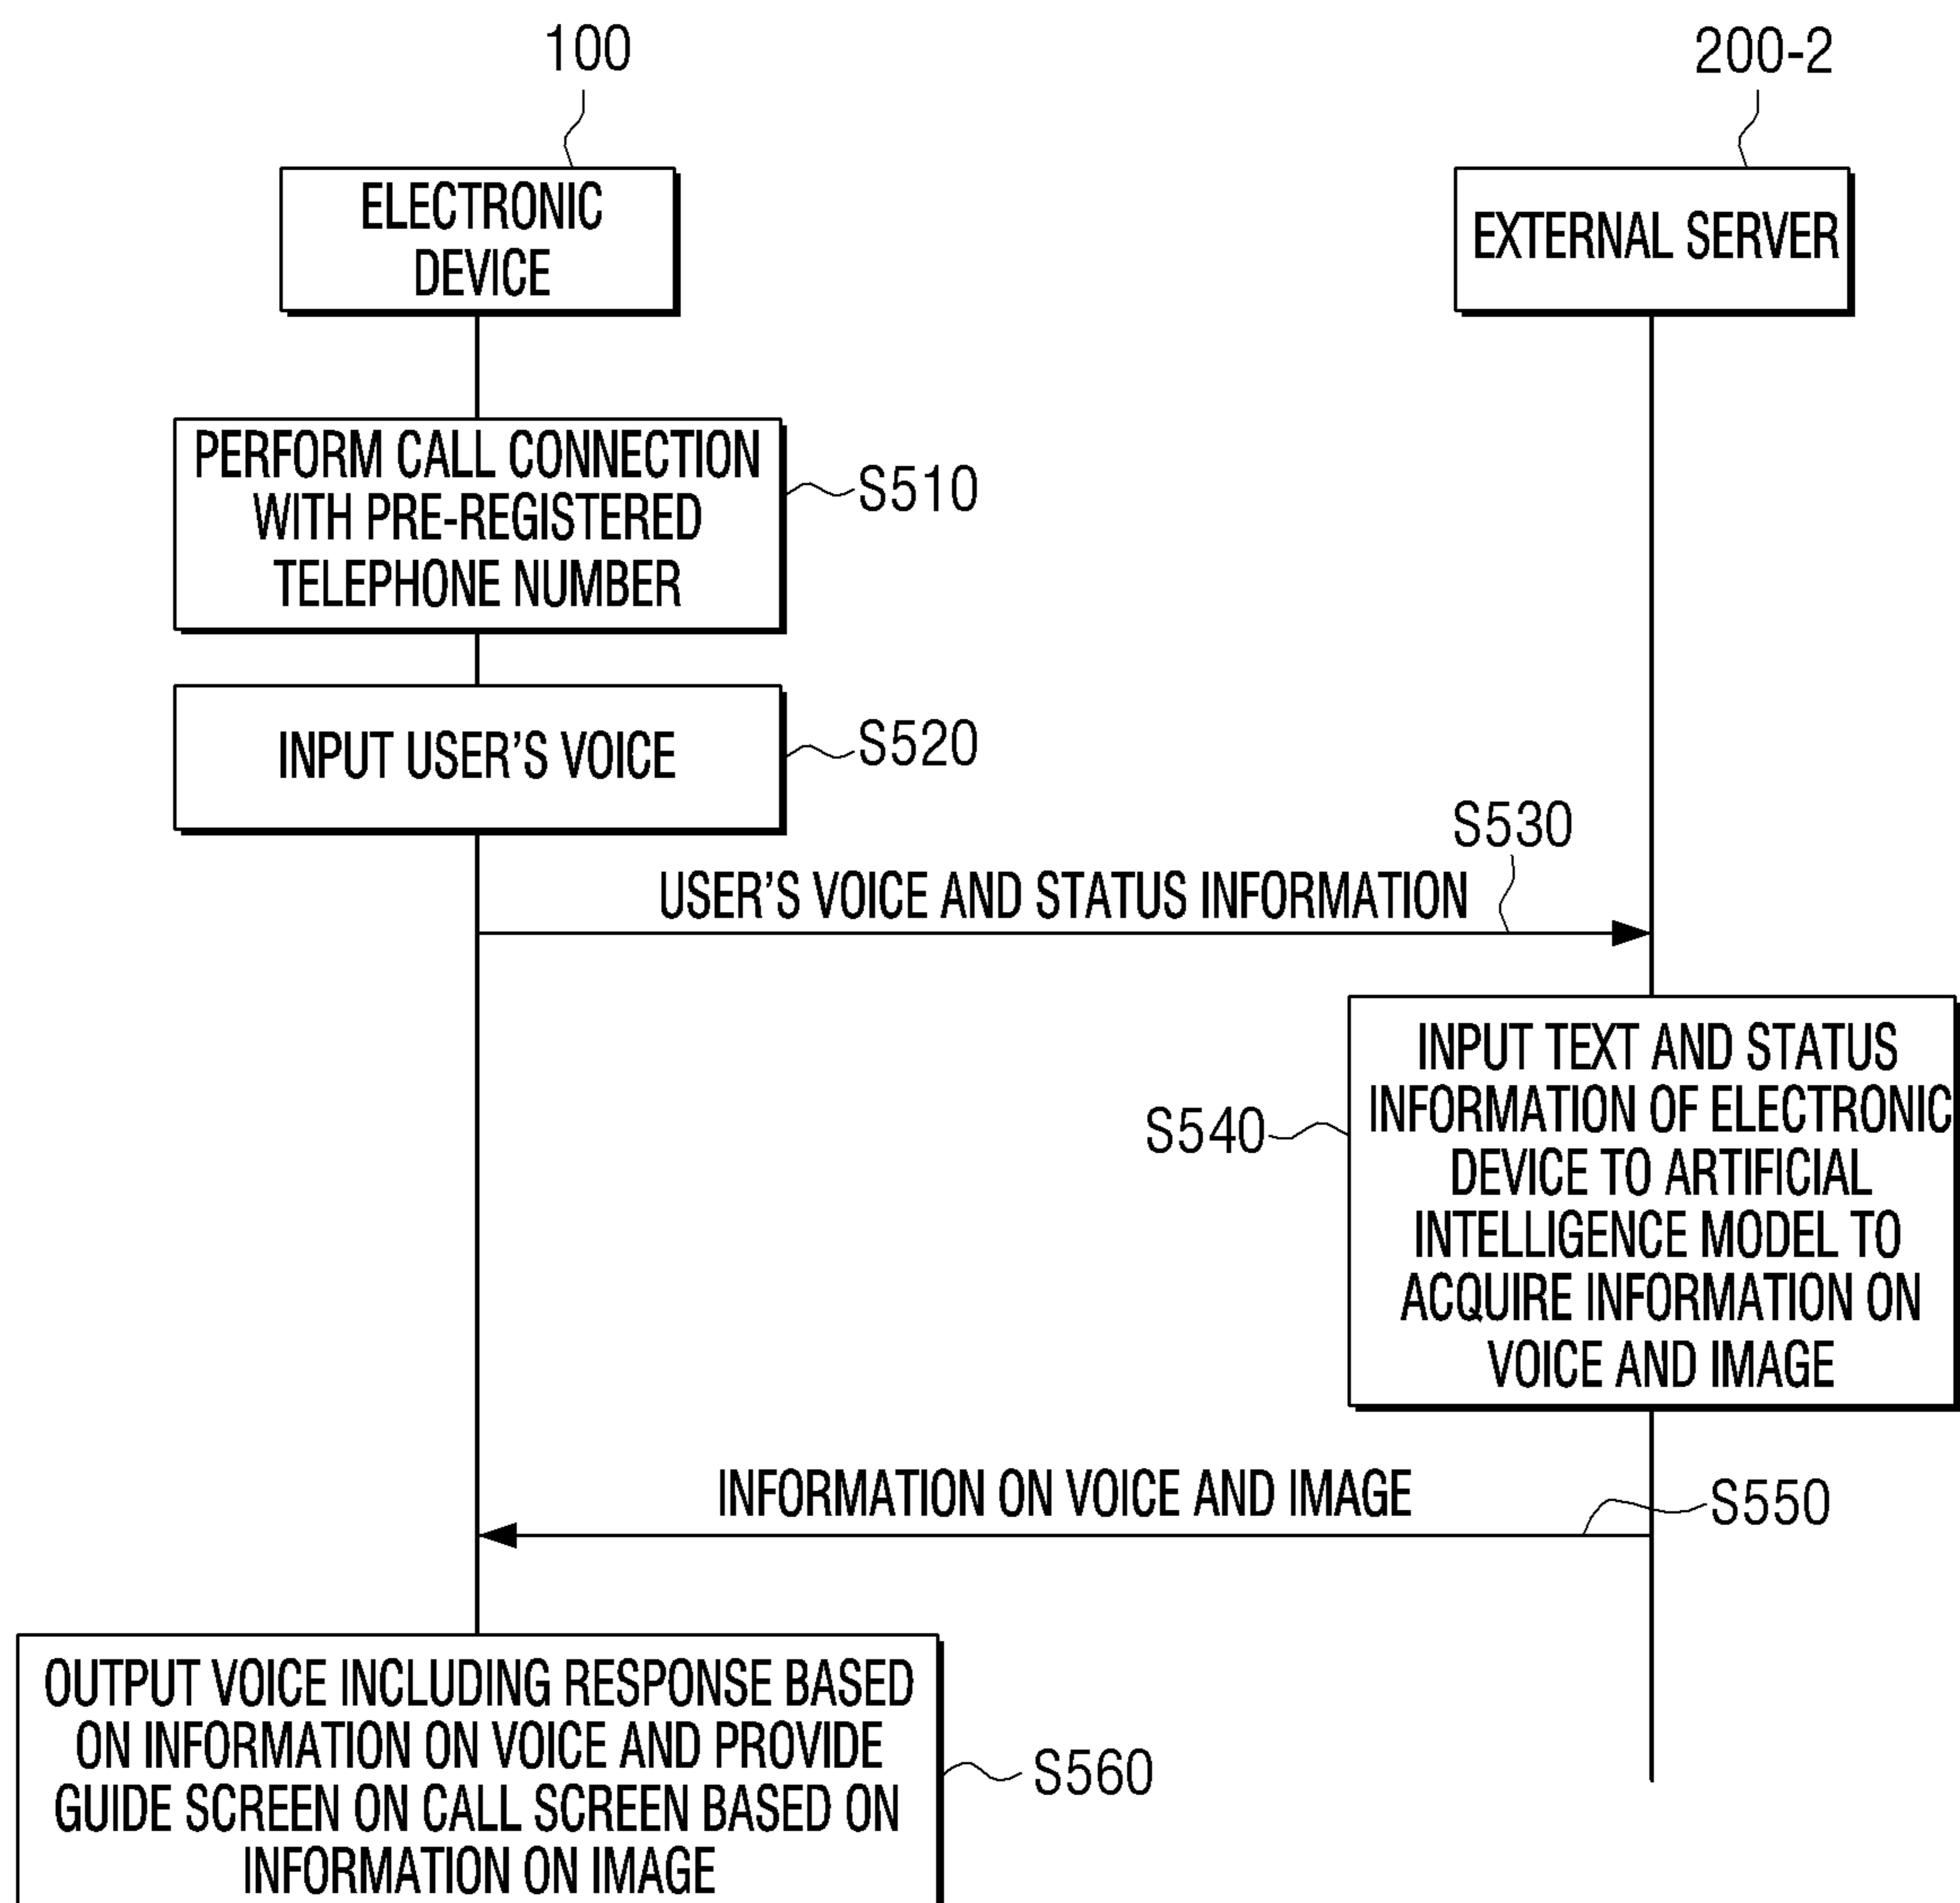 100
200-2
ELECTRONIC
DEVICE
EXTERNAL SERVER
PERFORM CALL CONNECTION
WITH PRE-REGISTERED
TELEPHONE NUMBER
S510
INPUT USER'S VOICE
S520
S530
USER'S VOICE AND STATUS INFORMATION
INPUT TEXT AND STATUS
INFORMATION OF ELECTRONIC
DEVICE TO ARTIFICIAL
INTELLIGENCE MODEL TO
ACQUIRE INFORMATION ON
VOICE AND IMAGE
S540
INFORMATION ON VOICE AND IMAGE
S550
OUTPUT VOICE INCLUDING RESPONSE BASED
ON INFORMATION ON VOICE AND PROVIDE
GUIDE SCREEN ON CALL SCREEN BASED ON
INFORMATION ON IMAGE
S560